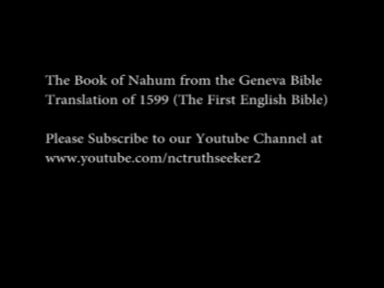 The Book of Nahum from the Geneva Bible
Translation of 1599 (The First English Bible)
Please Subscribe to our Youtube Channel at
www.youtube.com/nctruthseeker2